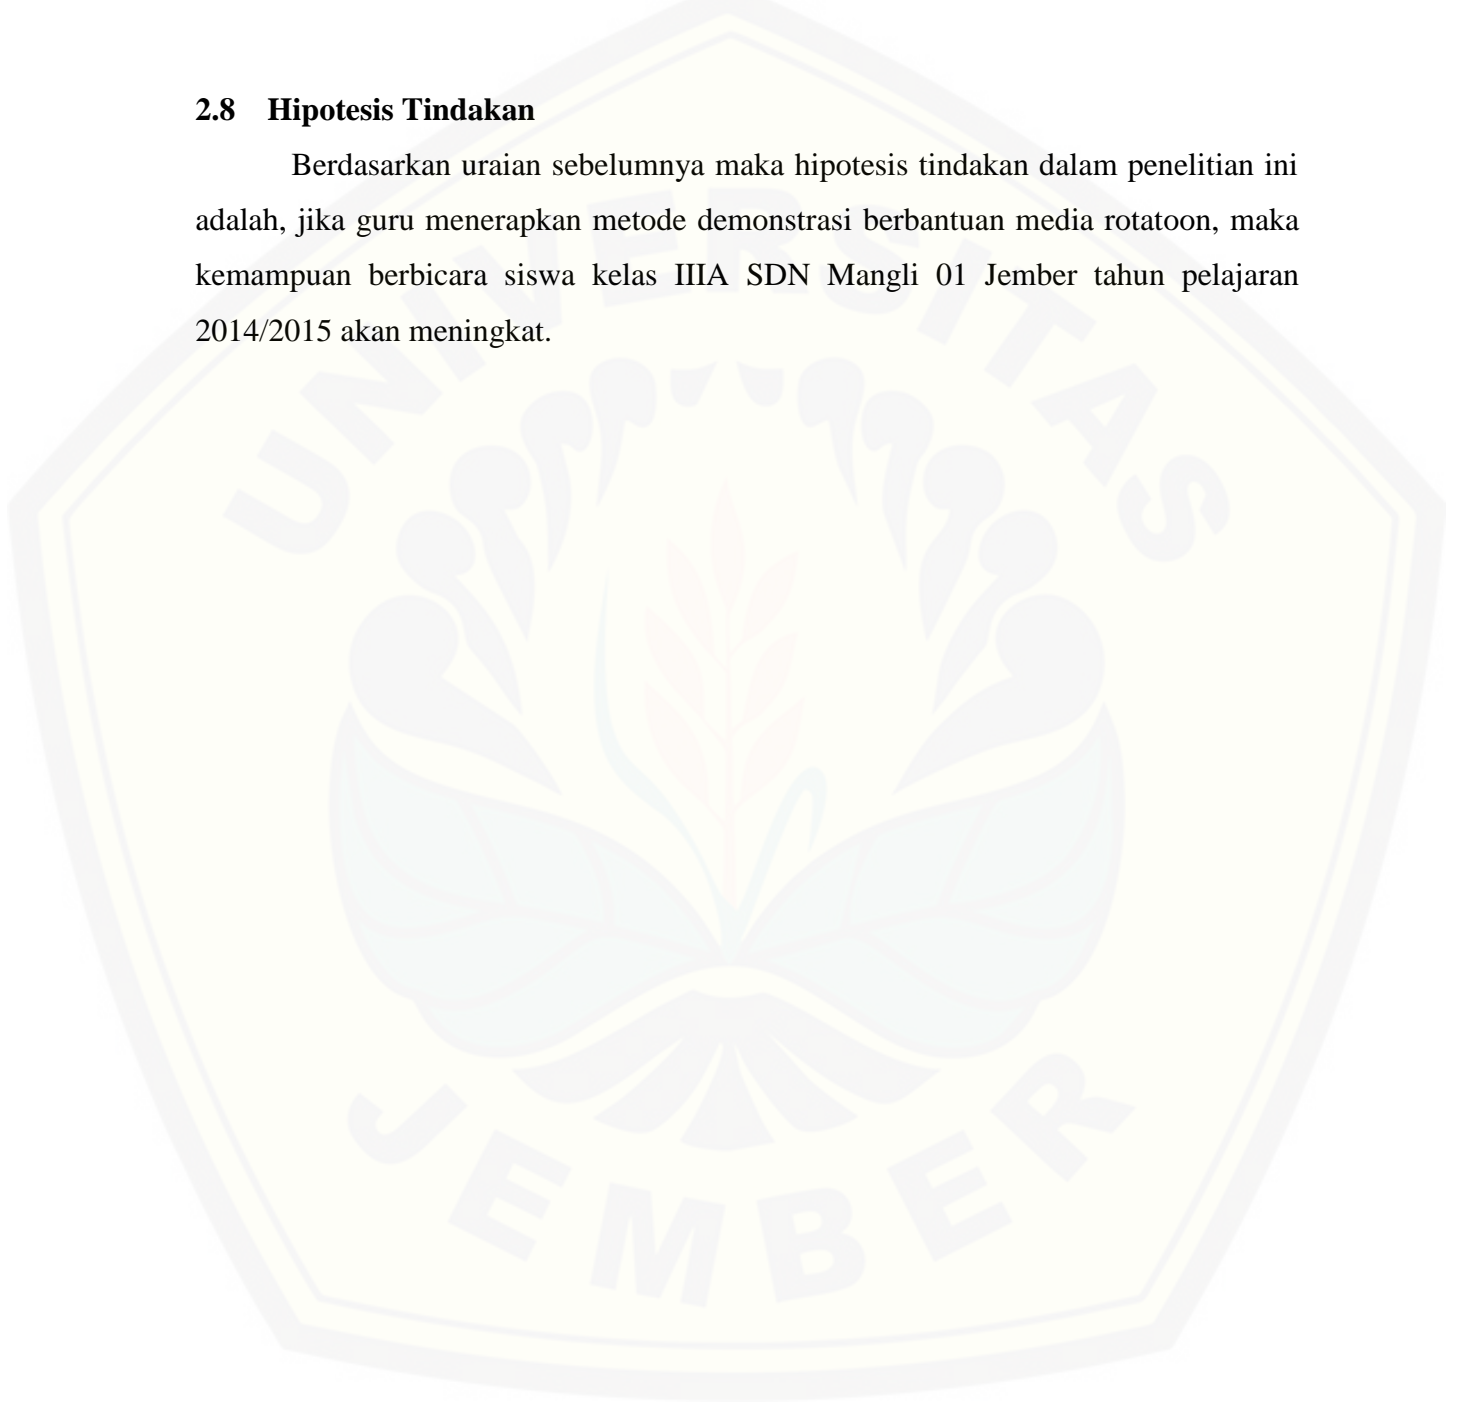 2.8 Hipotesis Tindakan
Berdasarkan uraian sebelumnya maka hipotesis tindakan dalam penelitian ini
adalah, jika guru menerapkan metode demonstrasi berbantuan media rotatoon, maka
kemampuan berbicara siswa kelas IIIA SDN Mangli 01 Jember tahun pelajaran
2014/2015 akan meningkat.
UNIVERSITAS
JEMBER